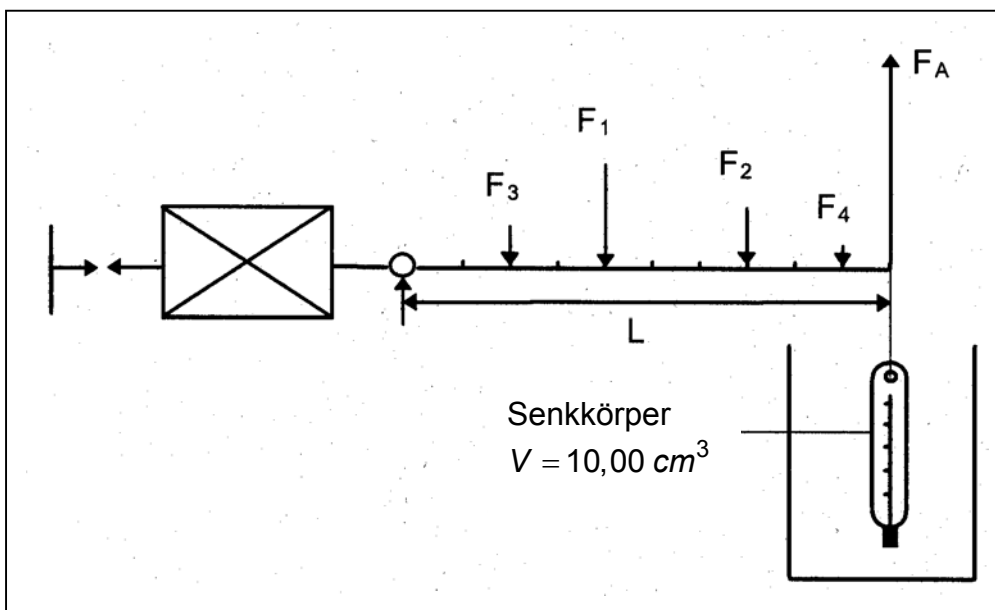 F_A
F_1
F_2
F_3
F_4
L
Senkkörper
V = 10,00 cm³